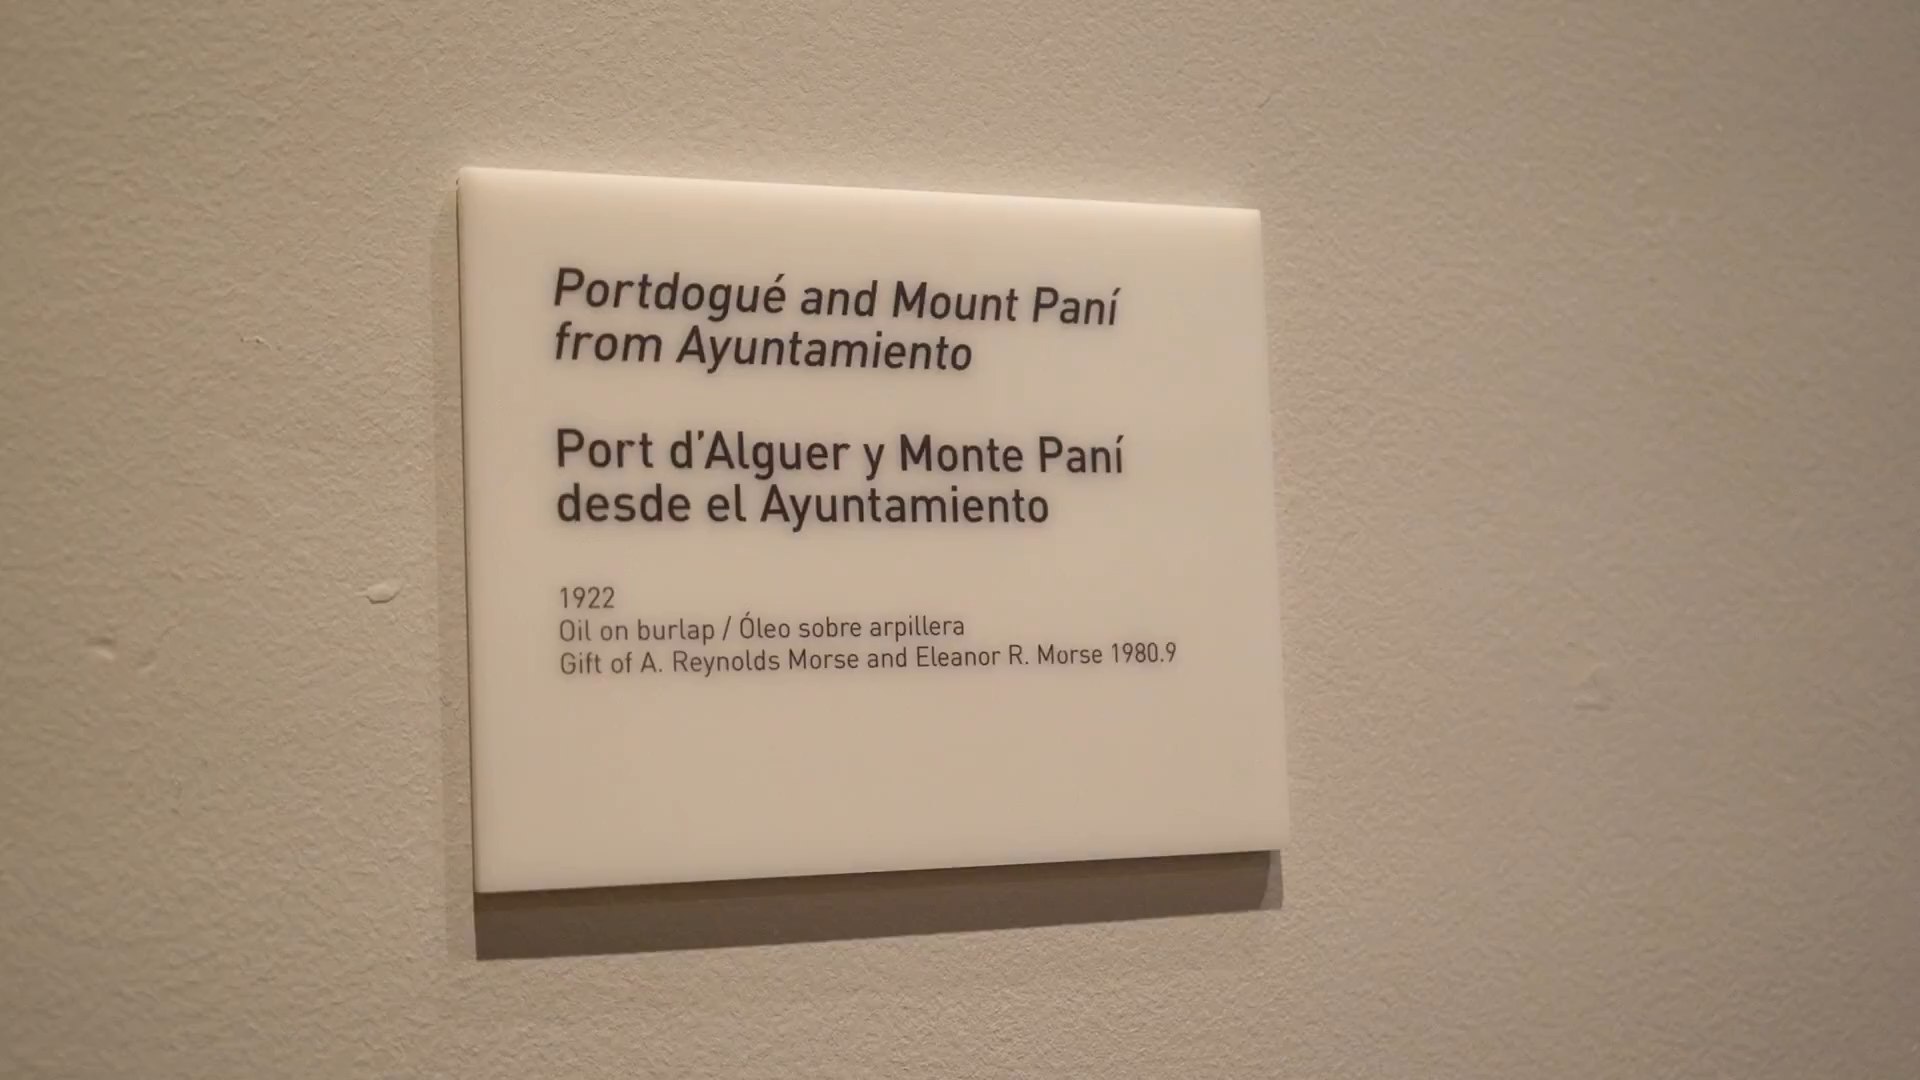 Portdogué and Mount Paní
from Ayuntamiento
Port d'Alguer y Monte Paní
desde el Ayuntamiento
1922
Oil on burlap / Óleo sobre arpillera
Gift of A. Reynolds Morse and Eleanor R. Morse 1980.9